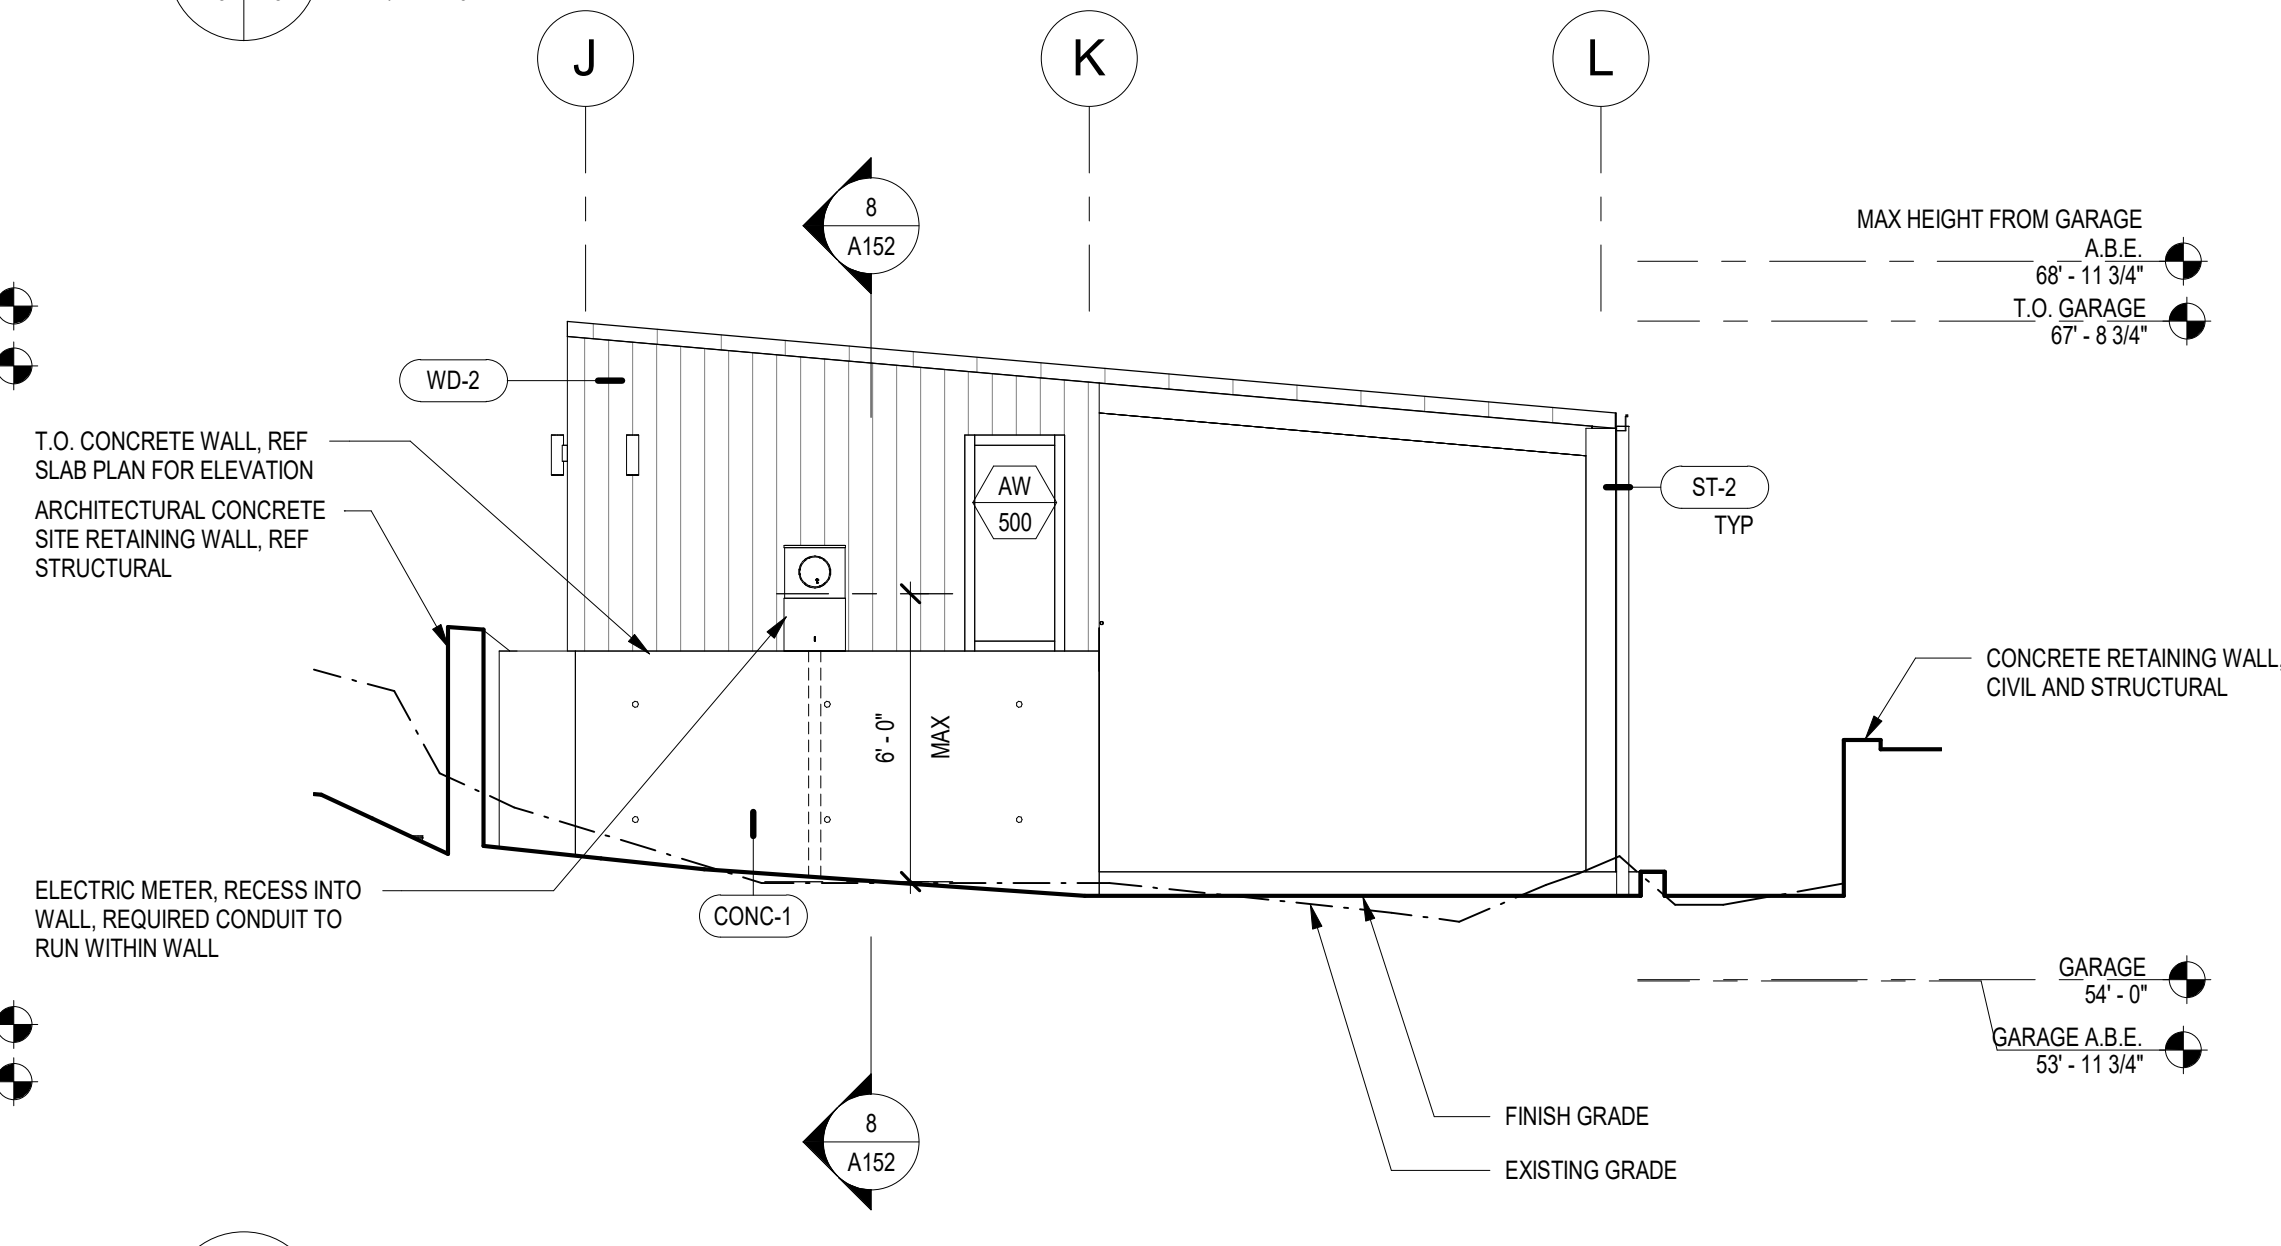 J
K
L
8
A152
MAX HEIGHT FROM GARAGE
A.B.E.
68' - 11 3/4"
T.O. GARAGE
67' - 8 3/4"
WD-2
T.O. CONCRETE WALL, REF
SLAB PLAN FOR ELEVATION
ARCHITECTURAL CONCRETE
SITE RETAINING WALL, REF
STRUCTURAL
AW
500
ST-2
TYP
CONCRETE RETAINING WALL,
CIVIL AND STRUCTURAL
6' - 0"
MAX
ELECTRIC METER, RECESS INTO
WALL, REQUIRED CONDUIT TO
RUN WITHIN WALL
CONC-1
GARAGE
54' - 0"
GARAGE A.B.E.
53' - 11 3/4"
FINISH GRADE
EXISTING GRADE
8
A152